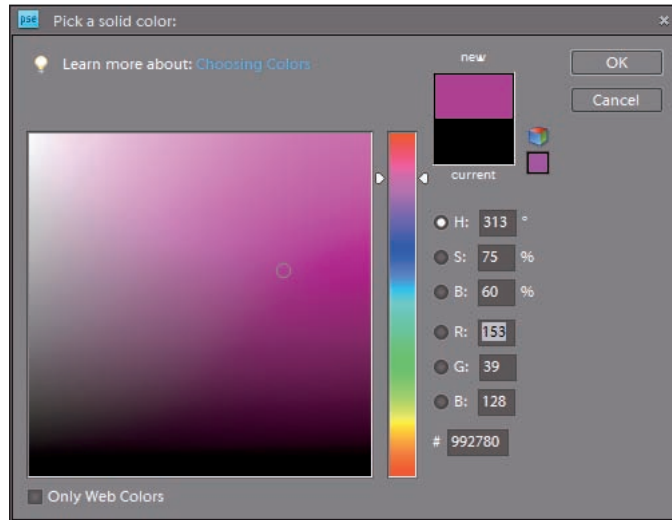 pse Pick a solid color: x
Learn more about: Choosing Colors
new
OK
Cancel
current
H: 313 °
S: 75 %
B: 60 %
R: 153
G: 39
B: 128
# 992780
Only Web Colors